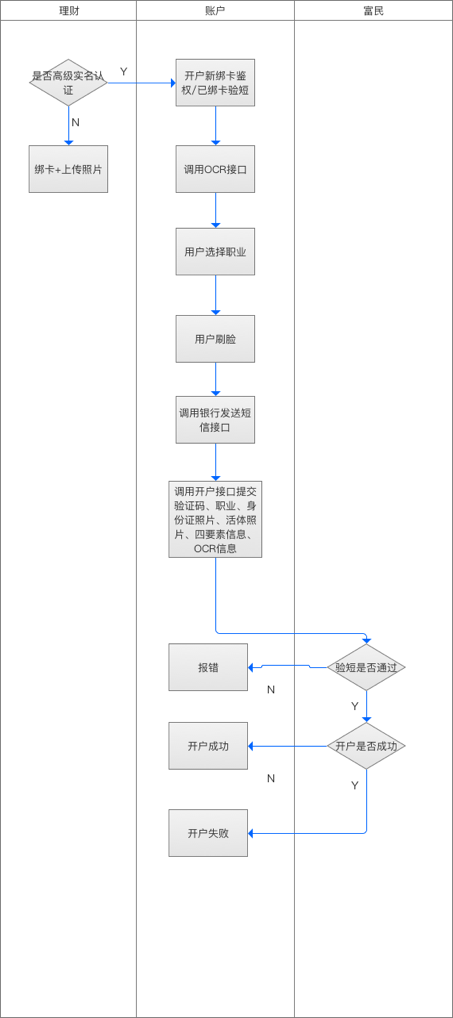 理财
账户
富民
是否高级实名认
证
Y
开户新绑卡鉴
权/已绑卡验短
N
绑卡+上传照片
调用OCR接口
用户选择职业
用户刷脸
调用银行发送短
信接口
调用开户接口提交
验证码、职业、身
份证照片、活体照
片、四要素信息、
OCR信息
报错
验短是否通过
N
Y
开户成功
开户是否成功
N
Y
开户失败